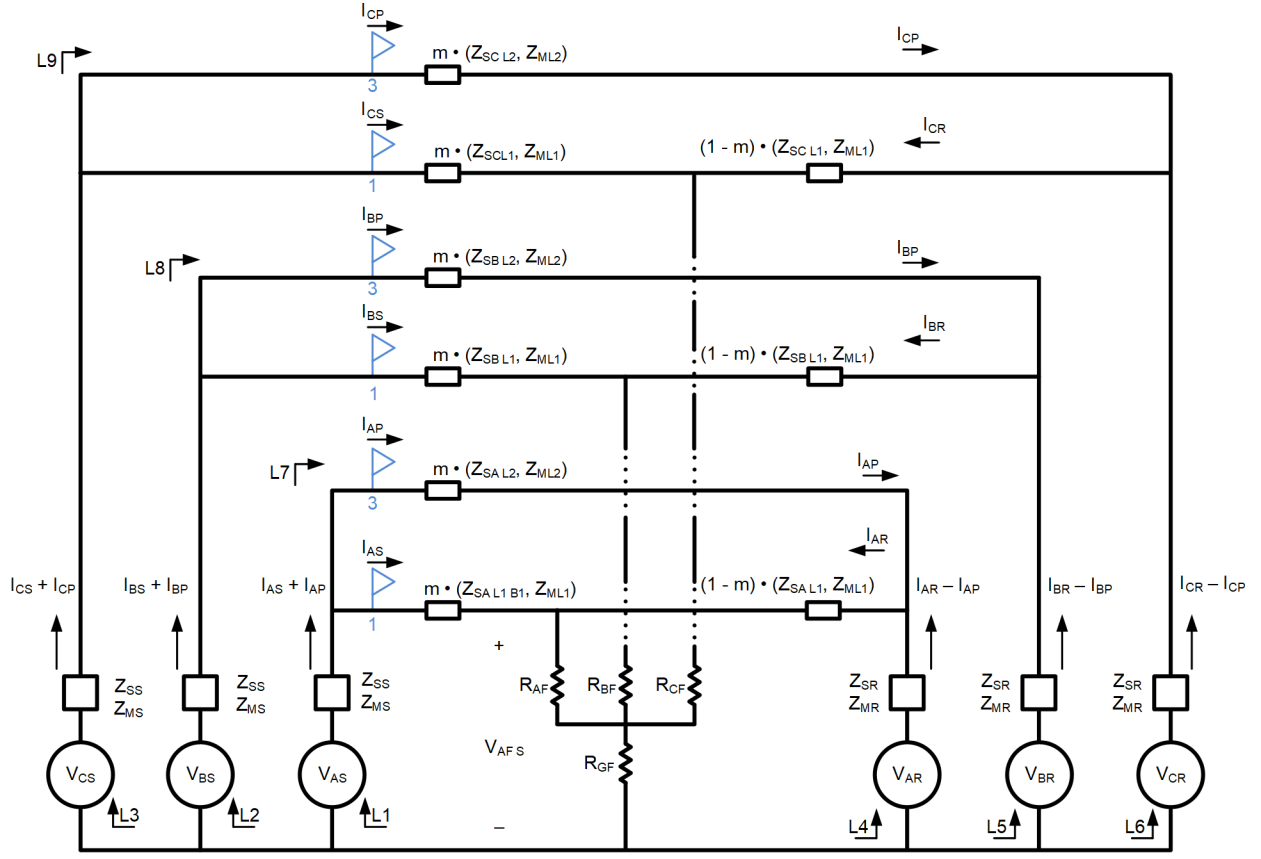 I_CP
L9
m • (Z_SC L2, Z_ML2)
I_CP
3
I_CS
I_CR
m • (Z_SCL1, Z_ML1)
(1 - m) • (Z_SC L1, Z_ML1)
1
I_BP
L8
m • (Z_SB L2, Z_ML2)
I_BP
3
I_BS
I_BR
m • (Z_SB L1, Z_ML1)
(1 - m) • (Z_SB L1, Z_ML1)
1
I_AP
L7
m • (Z_SA L2, Z_ML2)
I_AP
3
I_AS
I_AR
I_CS + I_CP
I_BS + I_BP
I_AS + I_AP
m • (Z_SA L1 B1, Z_ML1)
(1 - m) • (Z_SA L1, Z_ML1)
I_AR – I_AP
I_BR – I_BP
I_CR – I_CP
1
+
Z_SS
Z_MS
Z_SS
Z_MS
Z_SS
Z_MS
R_AF
R_BF
R_CF
Z_SR
Z_MR
Z_SR
Z_MR
Z_SR
Z_MR
V_AF S
R_GF
V_CS
V_BS
V_AS
V_AR
V_BR
V_CR
L3
L2
L1
L4
L5
L6
–